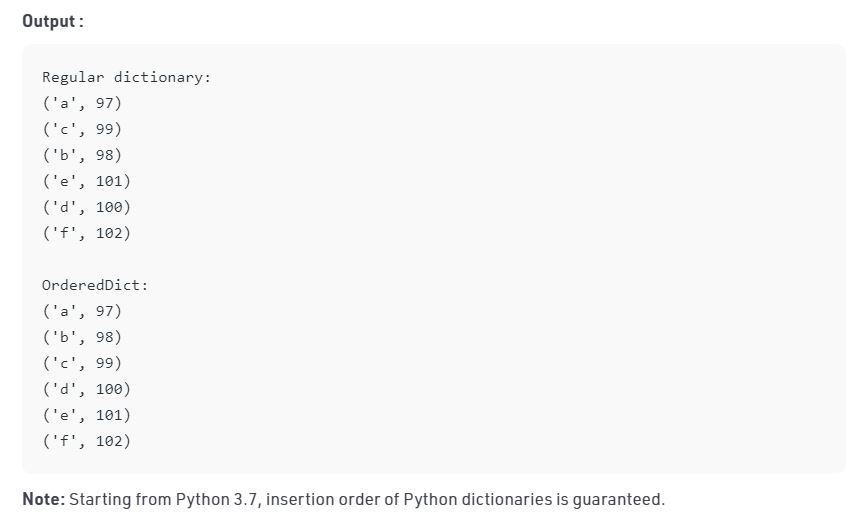 Output :
Regular dictionary:
('a', 97)
('c', 99)
('b', 98)
('e', 101)
('d', 100)
('f', 102)
OrderedDict:
('a', 97)
('b', 98)
('c', 99)
('d', 100)
('e', 101)
('f', 102)
Note: Starting from Python 3.7, insertion order of Python dictionaries is guaranteed.